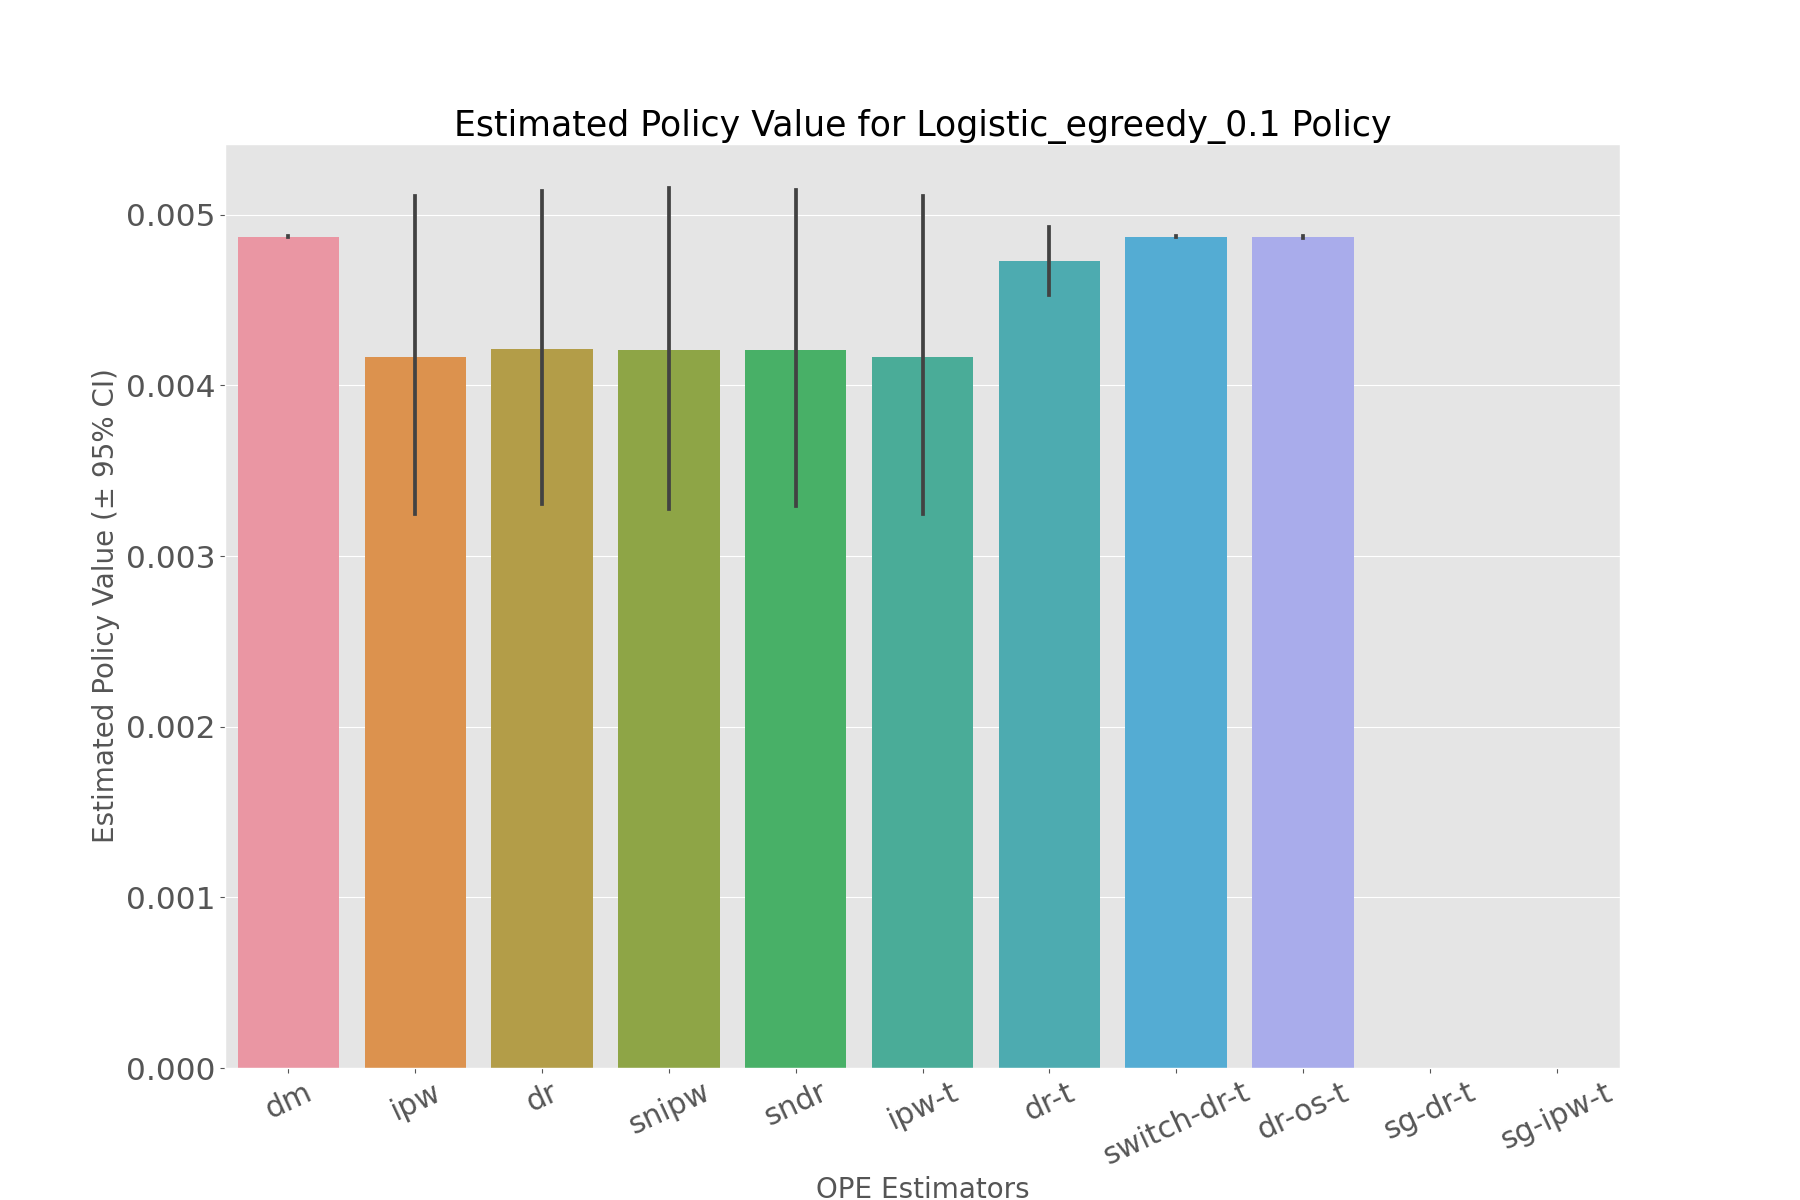 Estimated Policy Value for Logistic_egreedy_0.1 Policy
Estimated Policy Value (± 95% CI)
0.005
0.004
0.003
0.002
0.001
0.000
dm
ipw
dr
snipw
sndr
ipw-t
dr-t
switch-dr-t
dr-os-t
sg-dr-t
sg-ipw-t
OPE Estimators